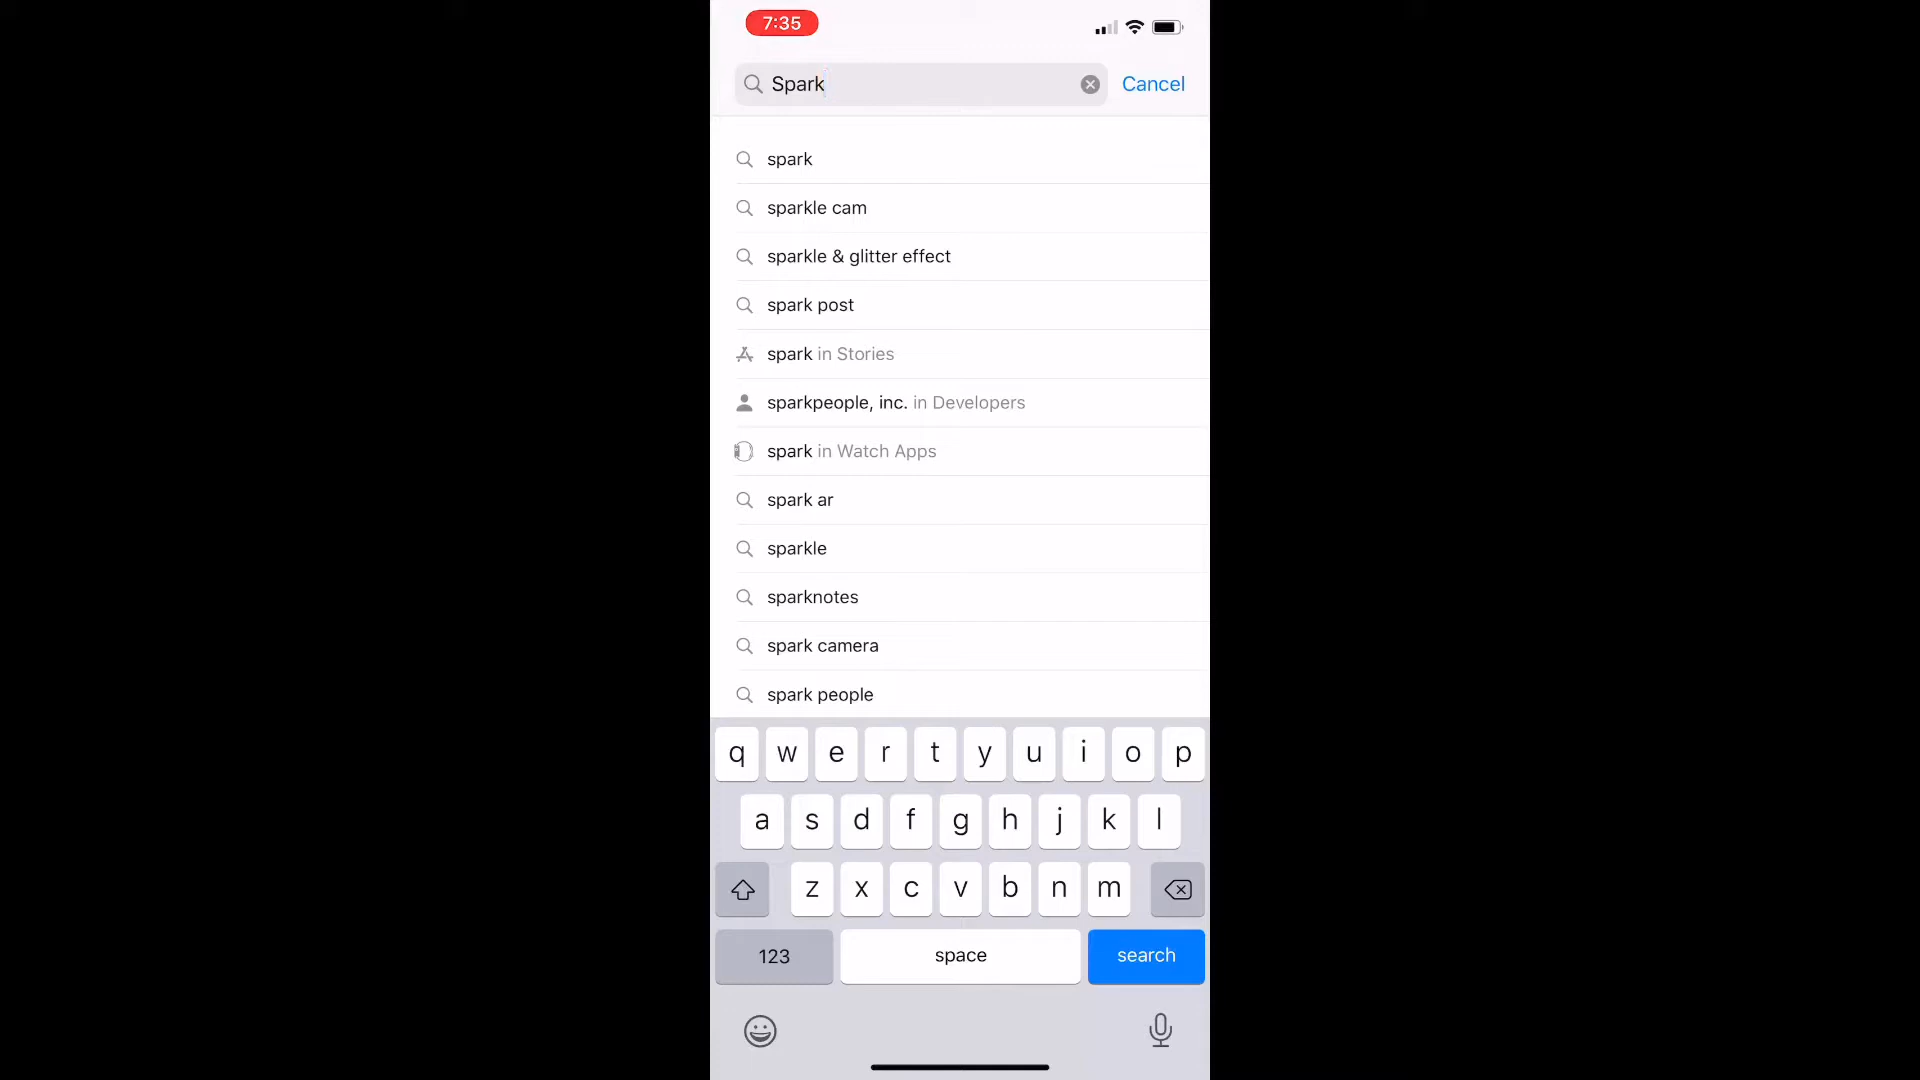 7:35
Spark
Cancel
spark
sparkle cam
sparkle & glitter effect
spark post
spark in Stories
sparkpeople, inc. in Developers
spark in Watch Apps
spark ar
sparkle
sparknotes
spark camera
spark people
q w e r t y u i o p
a s d f g h j k l
z x c v b n m
123 space search